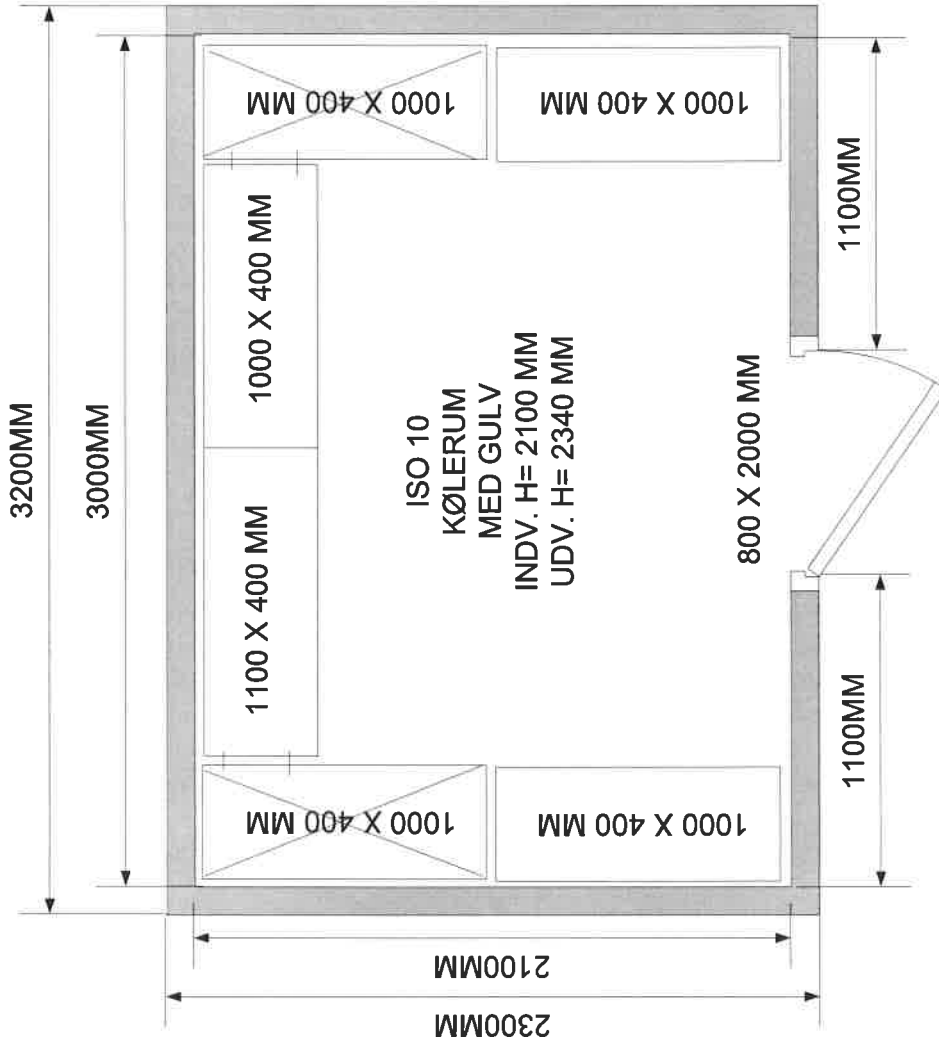 3200MM
3000MM
1100 X 400 MM
1000 X 400 MM
1000 X 400 MM
1000 X 400 MM
1000 X 400 MM
1000 X 400 MM
ISO 10
KØLERUM
MED GULV
INDV. H= 2100 MM
UDV. H= 2340 MM
800 X 2000 MM
1100MM
1100MM
2100MM
2300MM